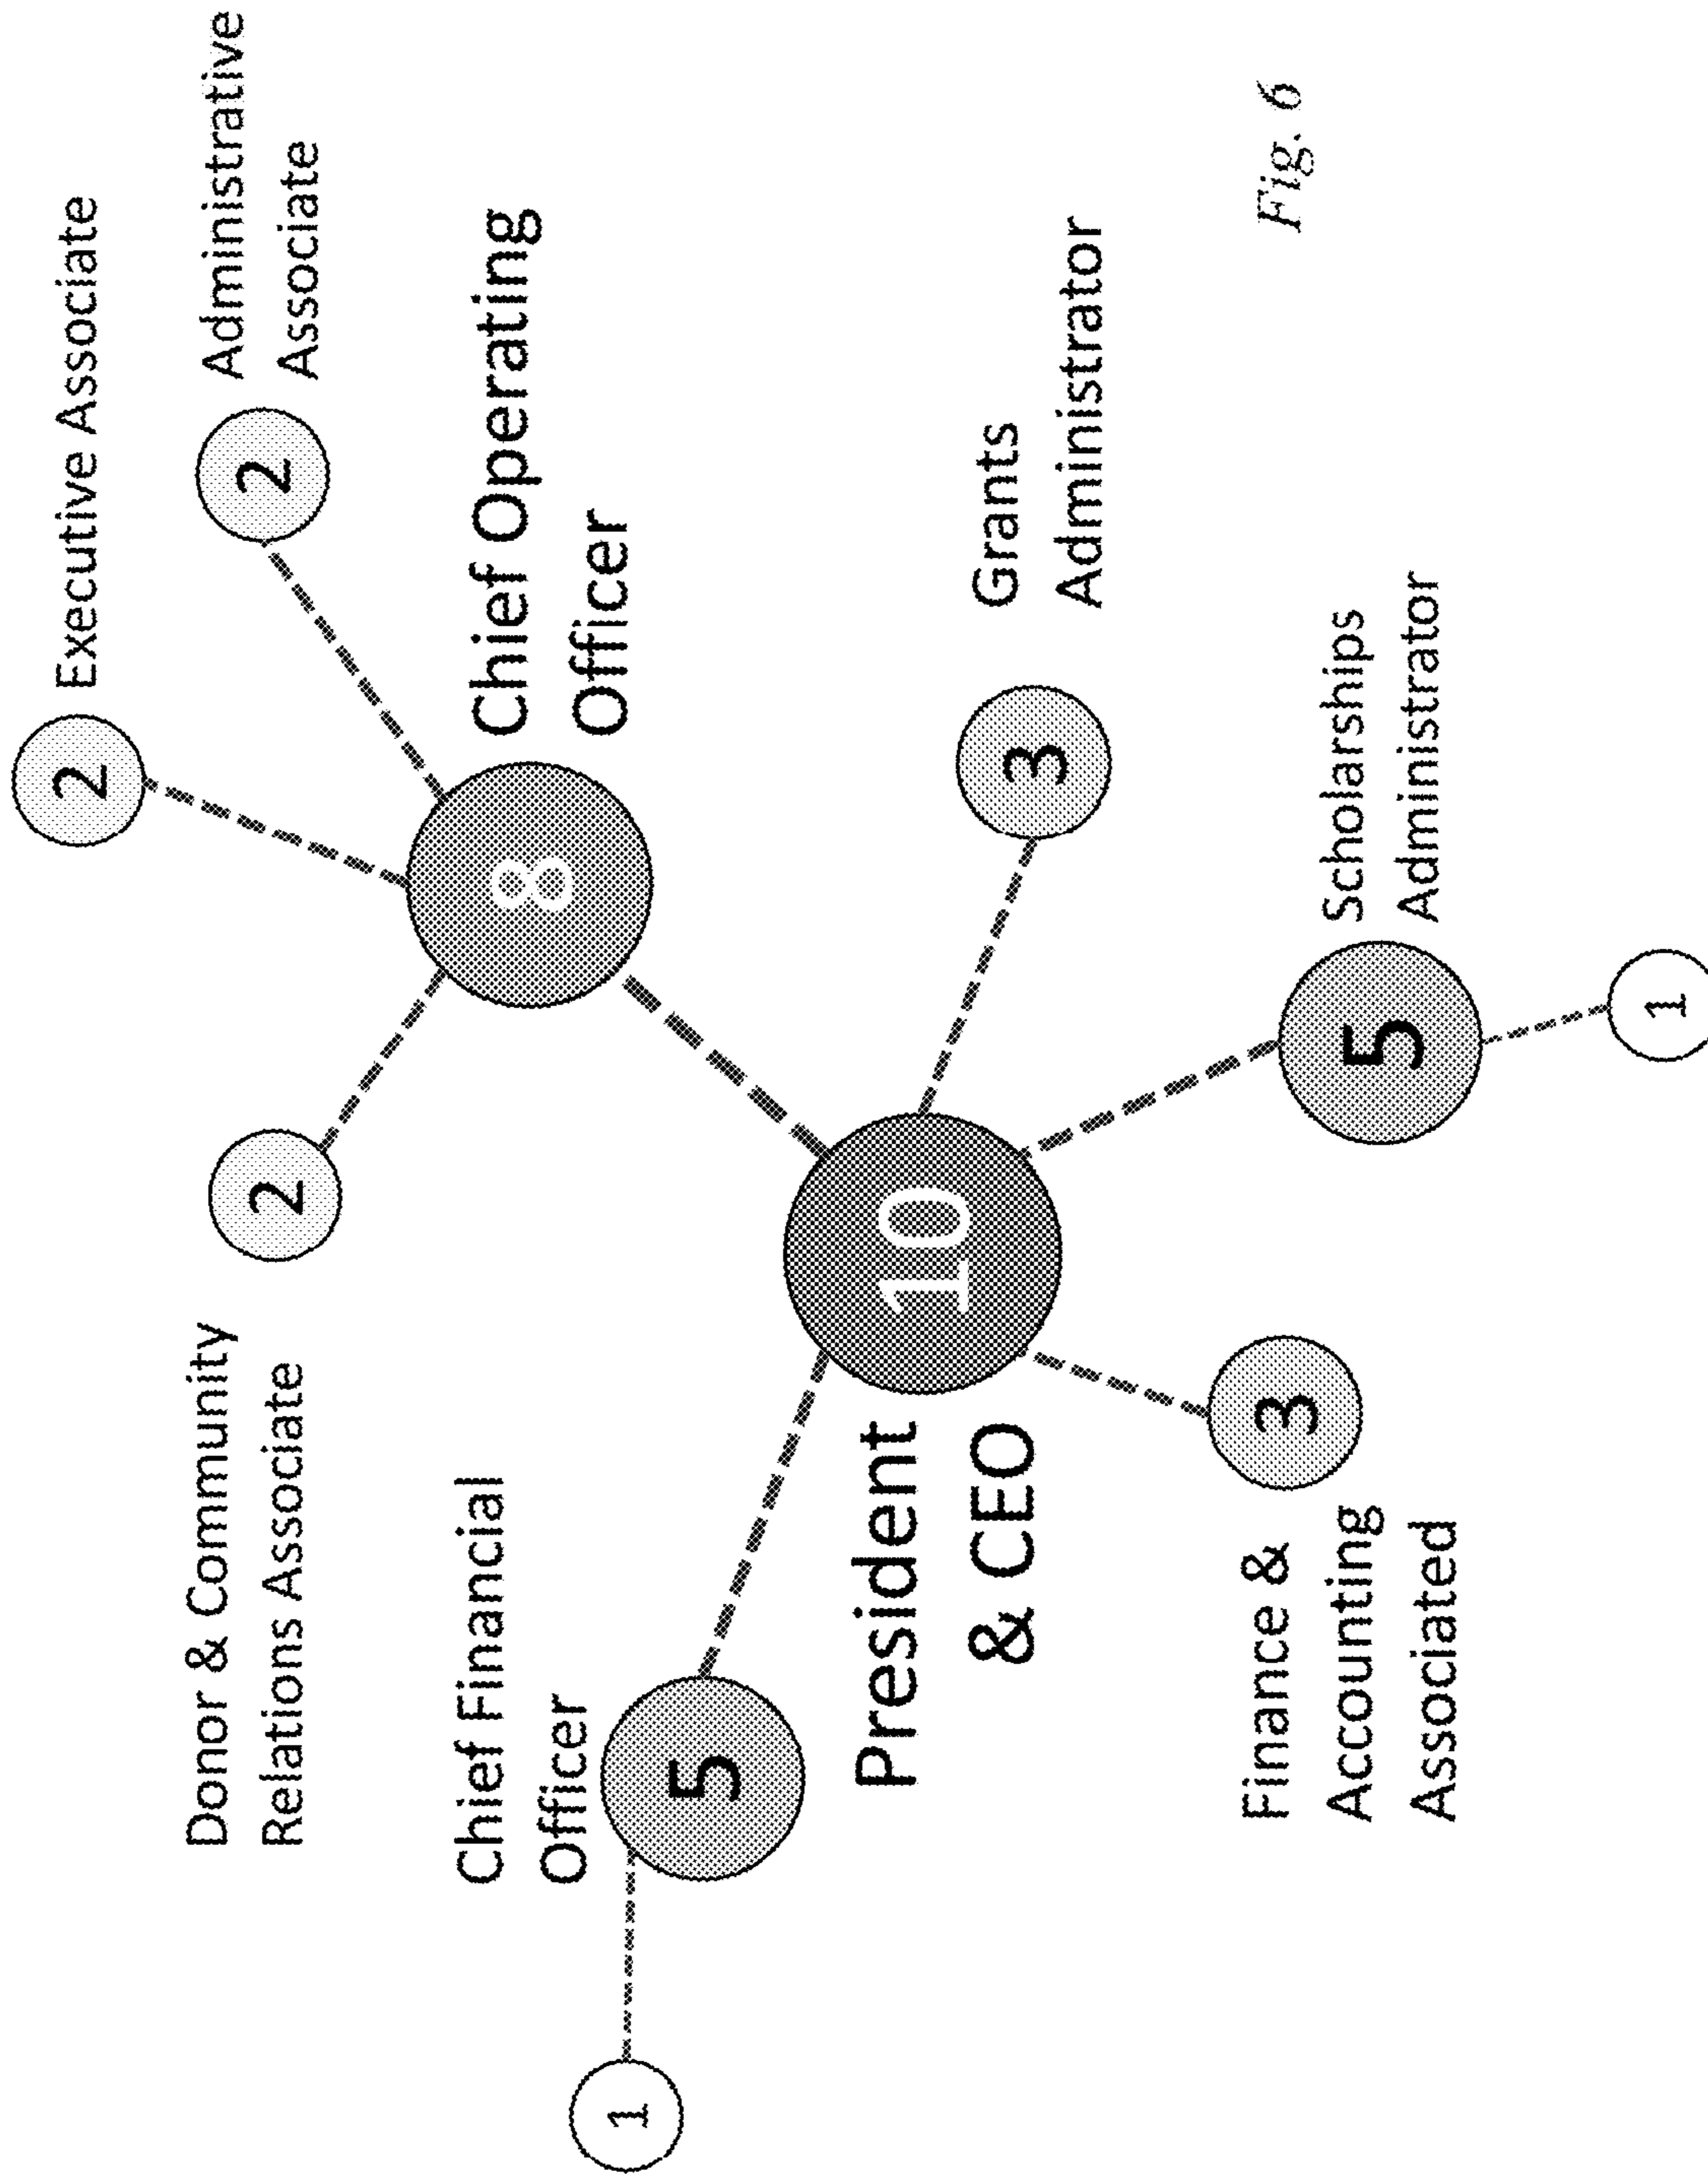 Executive Associate
2
Administrative
Associate
2
Donor & Community
Relations Associate
2
Chief Operating
Officer
8
Chief Financial
Officer
5
1
President
& CEO
10
Grants
Administrator
3
Finance &
Accounting
Associated
3
Scholarships
Administrator
5
1
Fig. 6